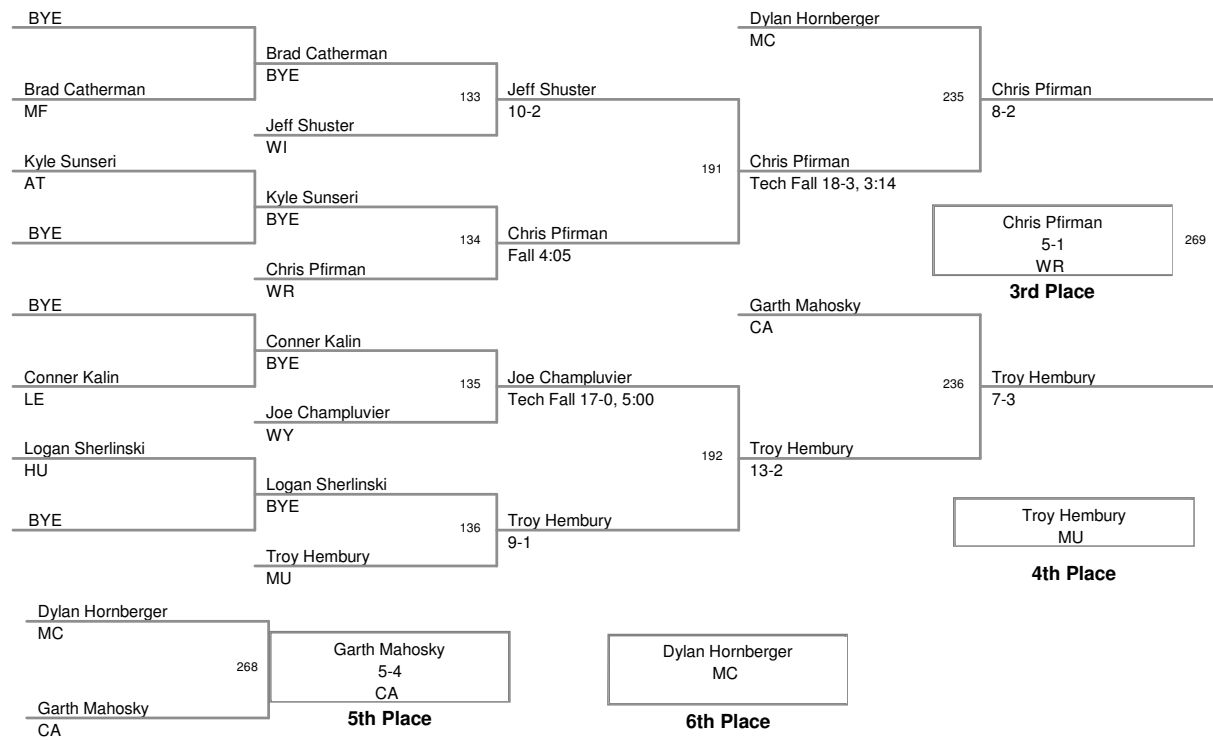 BYE
Brad Catherman
MF
Kyle Sunseri
AT
BYE
BYE
Conner Kalin
LE
Logan Sherlinski
HU
BYE
Brad Catherman
BYE
133
Jeff Shuster
WI
Kyle Sunseri
BYE
134
Chris Pfirman
WR
Conner Kalin
BYE
135
Joe Champluvier
WY
Logan Sherlinski
BYE
136
Troy Hembury
MU
Jeff Shuster
10-2
191
Chris Pfirman
Fall 4:05
Joe Champluvier
Tech Fall 17-0, 5:00
192
Troy Hembury
9-1
Dylan Hornberger
MC
235
Chris Pfirman
Tech Fall 18-3, 3:14
Garth Mahosky
CA
236
Troy Hembury
13-2
Chris Pfirman
8-2
Chris Pfirman
5-1
WR
269
3rd Place
Troy Hembury
7-3
Troy Hembury
MU
4th Place
Dylan Hornberger
MC
268
Garth Mahosky
CA
Garth Mahosky
5-4
CA
5th Place
Dylan Hornberger
MC
6th Place